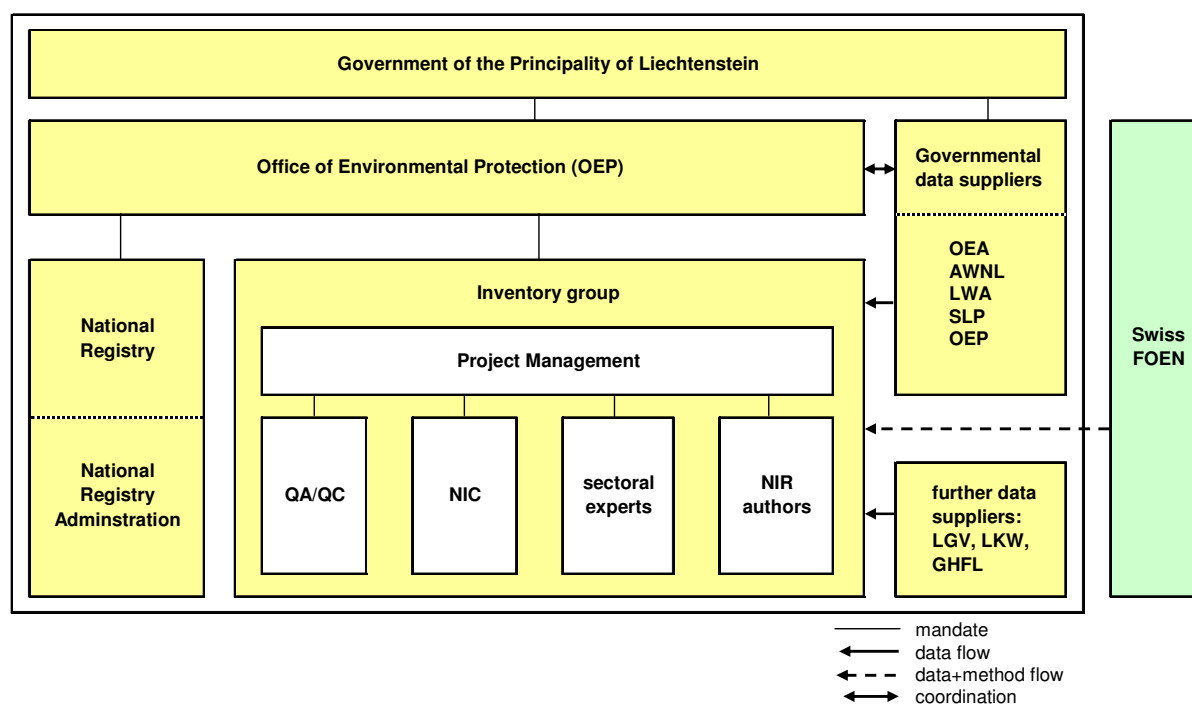 Government of the Principality of Liechtenstein
Office of Environmental Protection (OEP)
Governmental
data suppliers
OEA
AWNL
LWA
SLP
OEP
Swiss
FOEN
National
Registry
National
Registry
Adminstration
Inventory group
Project Management
QA/QC
NIC
sectoral
experts
NIR
authors
further data
suppliers:
LGV, LKW,
GHFL
mandate
data flow
data+method flow
coordination